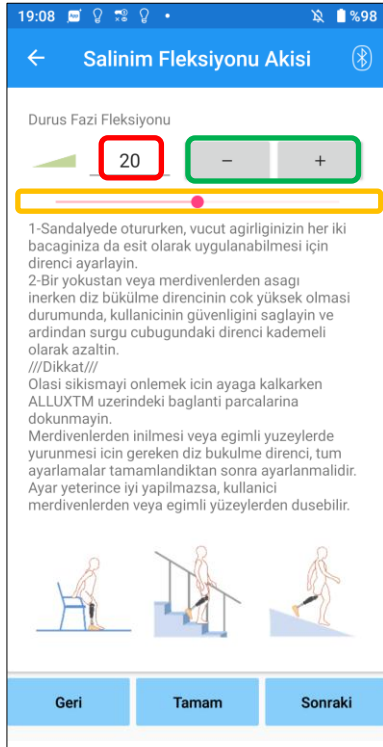 19:08 %98
Salinim Fleksiyonu Akisi
Durus Fazi Fleksiyonu
20 − +
1-Sandalyede otururken, vucut agirliginizin her iki
bacaginiza da esit olarak uygulanabilmesi için
direnci ayarlayin.
2-Bir yokustan veya merdivenlerden asagı
inerken diz bükülme direncinin cok yüksek olmasi
durumunda, kullanicinin güvenligini saglayin ve
ardindan surgu cubugundaki direnci kademeli
olarak azaltin.
///Dikkat///
Olasi sikismayi onlemek icin ayaga kalkarken
ALLUXTM uzerindeki baglanti parcalarina
dokunmayin.
Merdivenlerden inilmesi veya egimli yuzeylerde
yurunmesi icin gereken diz bukulme direnci, tum
ayarlamalar tamamlandiktan sonra ayarlanmalidir.
Ayar yeterince iyi yapilmazsa, kullanici
merdivenlerden veya egimli yüzeylerden dusebilir.
Geri Tamam Sonraki